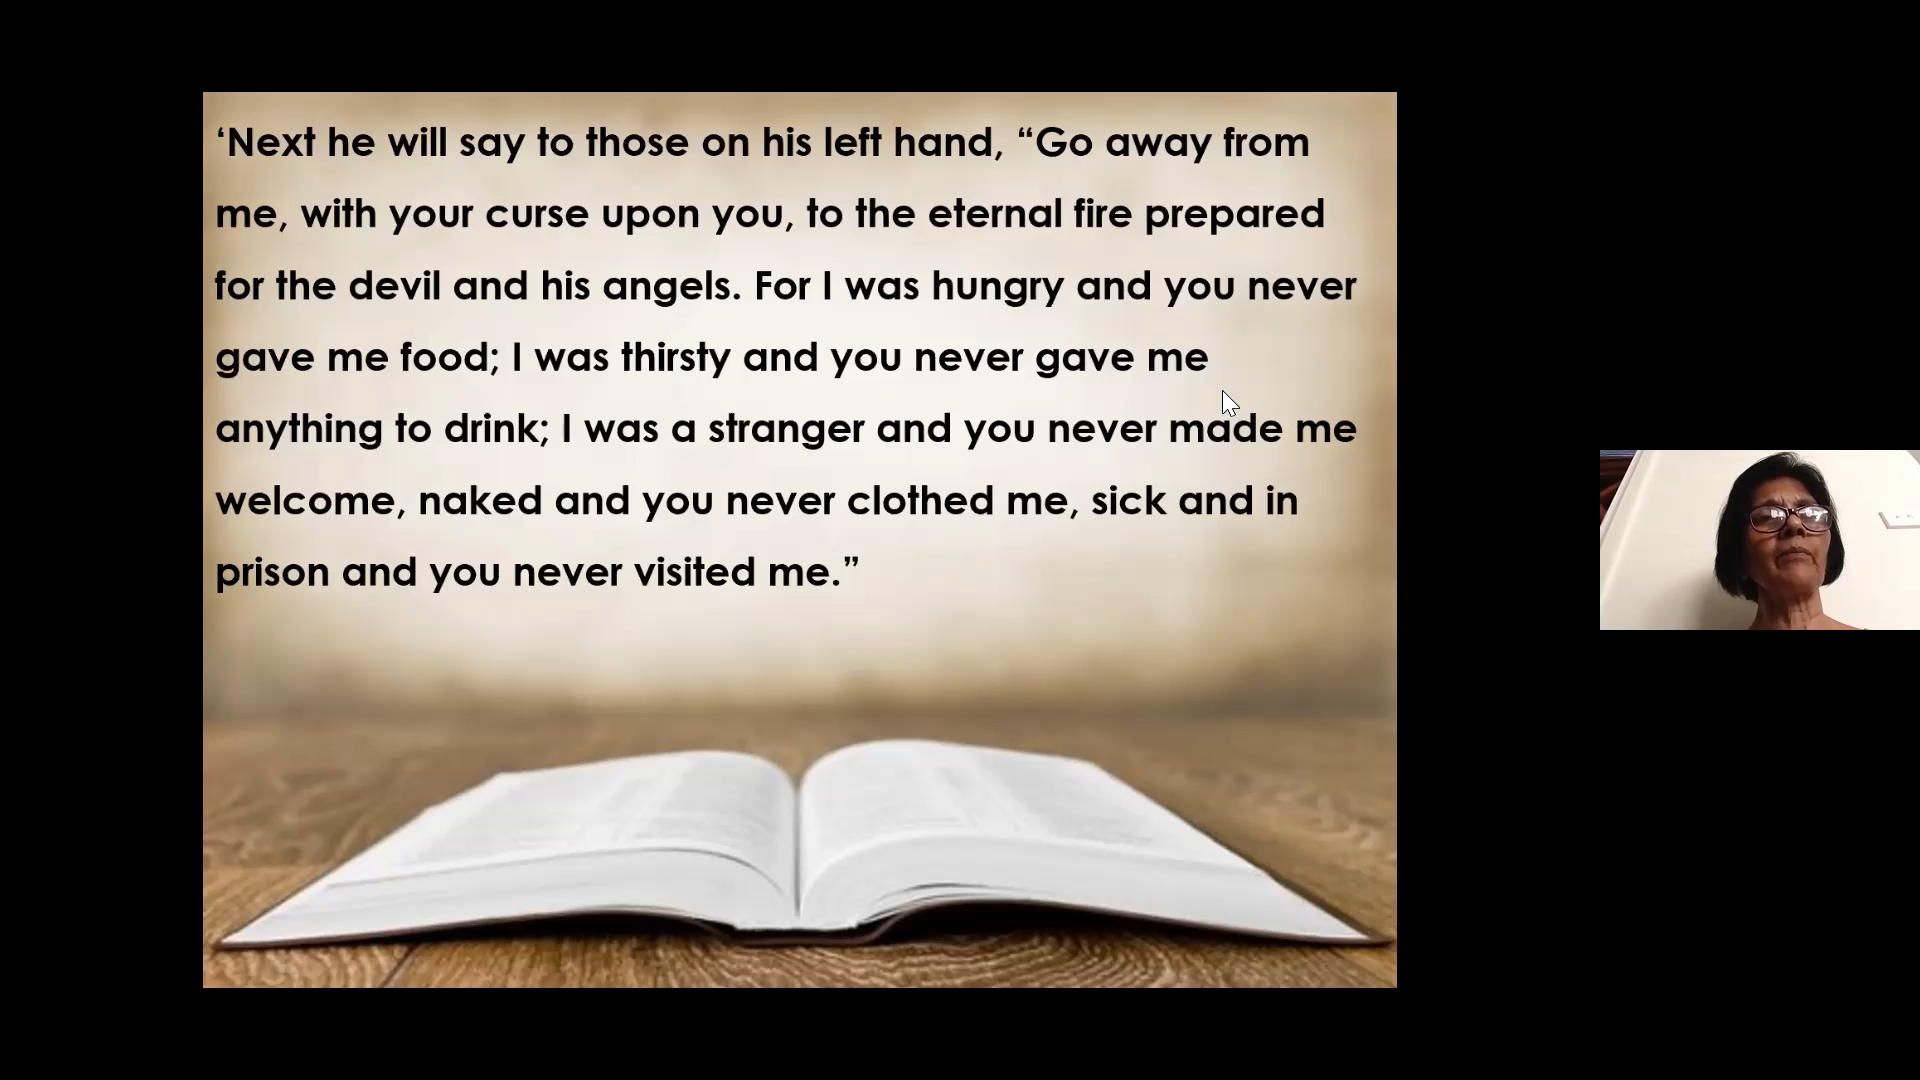 ‘Next he will say to those on his left hand, “Go away from
me, with your curse upon you, to the eternal fire prepared
for the devil and his angels. For I was hungry and you never
gave me food; I was thirsty and you never gave me
anything to drink; I was a stranger and you never made me
welcome, naked and you never clothed me, sick and in
prison and you never visited me.”